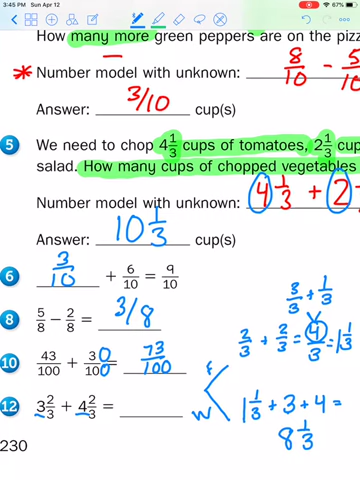 3:45 PM Sun Apr 12
67%
How many more green peppers are on the pizz
* Number model with unknown: 8/10 - 5/10
Answer: 3/10 cup(s)
5 We need to chop 4 1/3 cups of tomatoes, 2 1/3 cup
salad. How many cups of chopped vegetables
Number model with unknown: 4 1/3 + 2
Answer: 10 1/3 cup(s)
6 3/10 + 6/10 = 9/10
8 5/8 − 2/8 = 3/8
3/3 + 1/3
10 43/100 + 30/100 = 73/100
2/3 + 2/3 = 4/3 = 1 1/3
F
12 3 2/3 + 4 2/3 =
W 1 1/3 + 3 + 4 =
8 1/3
230